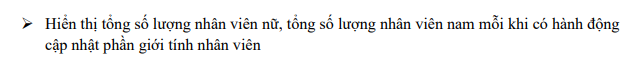 ➢ Hiển thị tổng số lượng nhân viên nữ, tổng số lượng nhân viên nam mỗi khi có hành động
cập nhật phần giới tính nhân viên